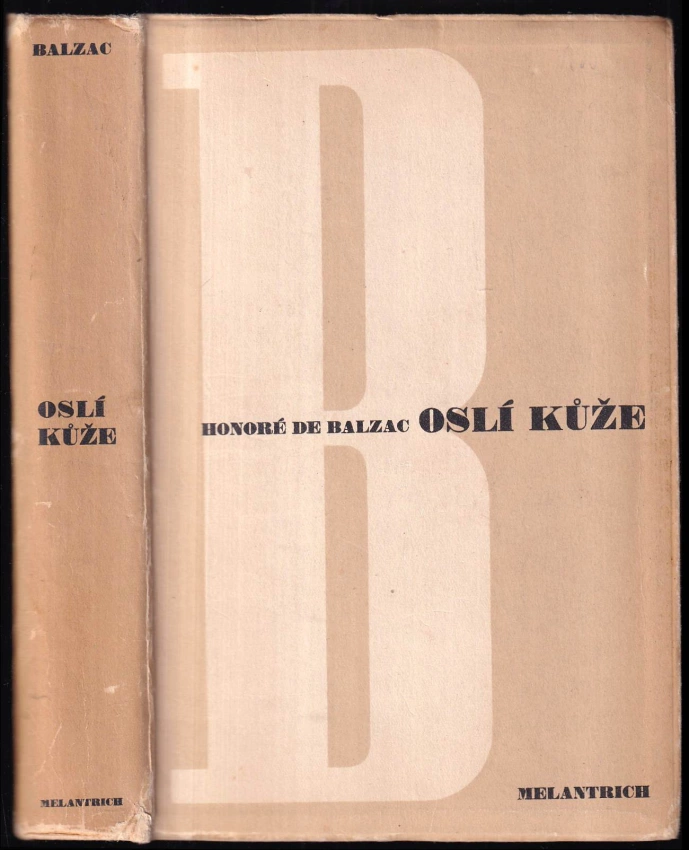 BALZAC
OSLÍ
KŮŽE
MELANTRICH
B
HONORÉ DE BALZAC OSLÍ KŮŽE
MELANTRICH